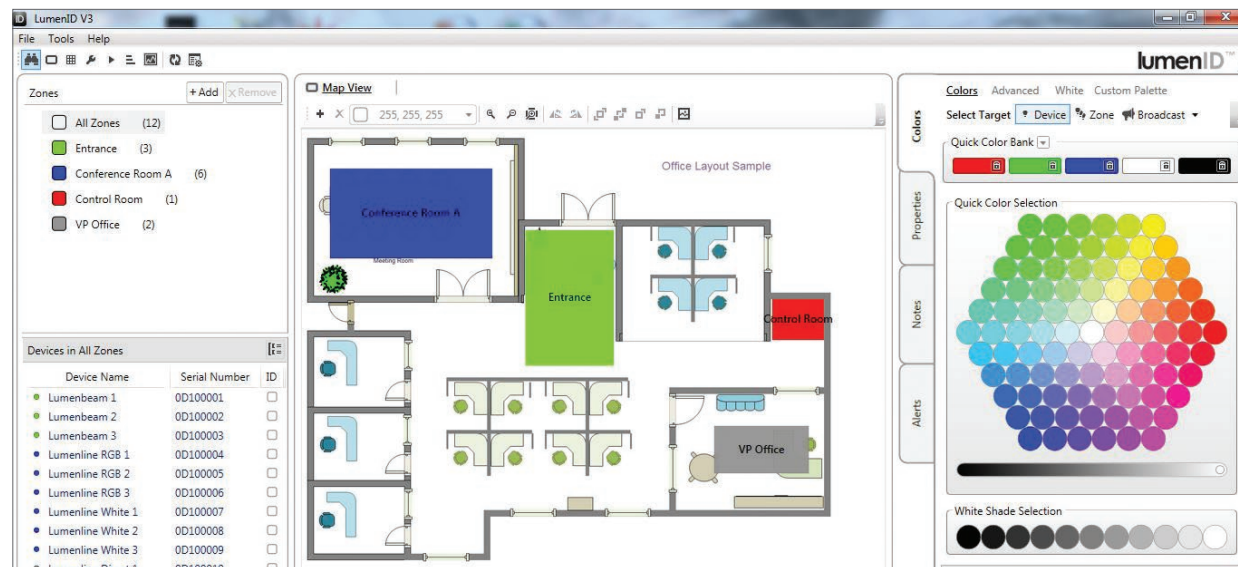 LumenID V3
File Tools Help
lumenID™
Zones
+ Add
x Remove
All Zones (12)
Entrance (3)
Conference Room A (6)
Control Room (1)
VP Office (2)
Devices in All Zones
Device Name Serial Number ID
Lumenbeam 1 0D100001
Lumenbeam 2 0D100002
Lumenbeam 3 0D100003
Lumenline RGB 1 0D100004
Lumenline RGB 2 0D100005
Lumenline RGB 3 0D100006
Lumenline White 1 0D100007
Lumenline White 2 0D100008
Lumenline White 3 0D100009
Map View
255, 255, 255
Office Layout Sample
Conference Room A
Meeting Room
Entrance
Control Room
VP Office
Colors
Properties
Notes
Alerts
Colors Advanced White Custom Palette
Select Target Device Zone Broadcast
Quick Color Bank
Quick Color Selection
White Shade Selection